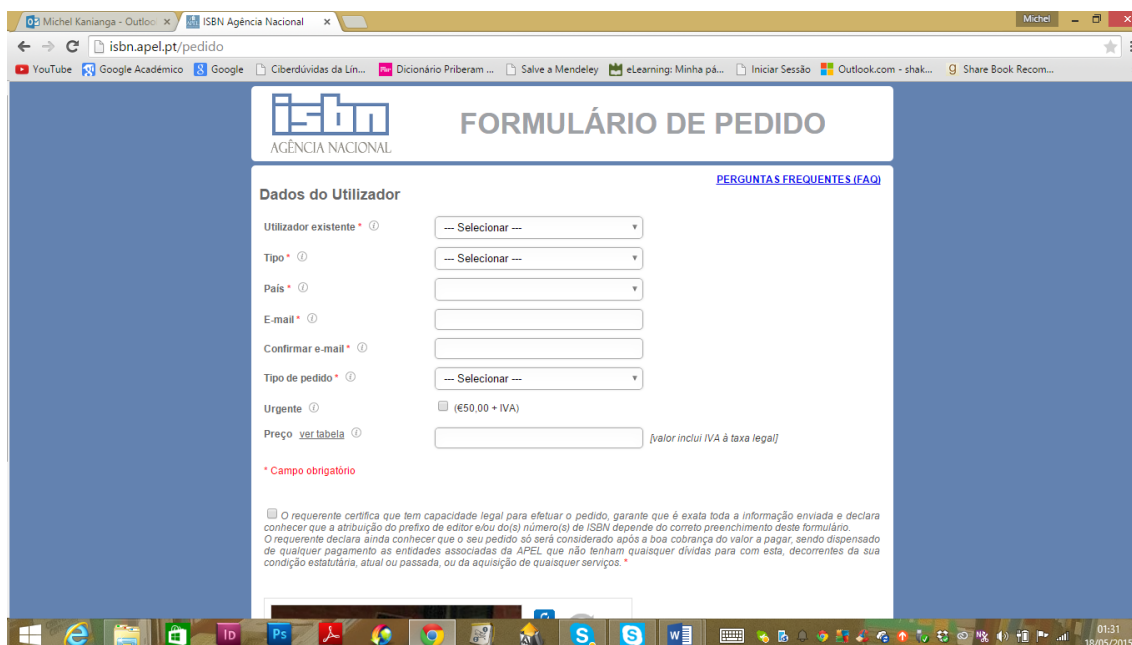 Michel Kanianga - Outloo
ISBN Agência Nacional
Michel
isbn.apel.pt/pedido
YouTube
Google Académico
Google
Ciberdúvidas da Lín...
Dicionário Priberam ...
Salve a Mendeley
eLearning: Minha pá...
Iniciar Sessão
Outlook.com - shak...
Share Book Recom...
isbn
AGÊNCIA NACIONAL
FORMULÁRIO DE PEDIDO
PERGUNTAS FREQUENTES (FAQ)
Dados do Utilizador
Utilizador existente *
--- Selecionar ---
Tipo *
--- Selecionar ---
País *
E-mail *
Confirmar e-mail *
Tipo de pedido *
--- Selecionar ---
Urgente
(€50,00 + IVA)
Preço ver tabela
[valor inclui IVA à taxa legal]
* Campo obrigatório
O requerente certifica que tem capacidade legal para efetuar o pedido, garante que é exata toda a informação enviada e declara
conhecer que a atribuição do prefixo de editor e/ou do(s) número(s) de ISBN depende do correto preenchimento deste formulário.
O requerente declara ainda conhecer que o seu pedido só será considerado após a boa cobrança do valor a pagar, sendo dispensado
de qualquer pagamento as entidades associadas da APEL que não tenham quaisquer dívidas para com esta, decorrentes da sua
condição estatutária, atual ou passada, ou da aquisição de quaisquer serviços. *
01:31
18/05/2015